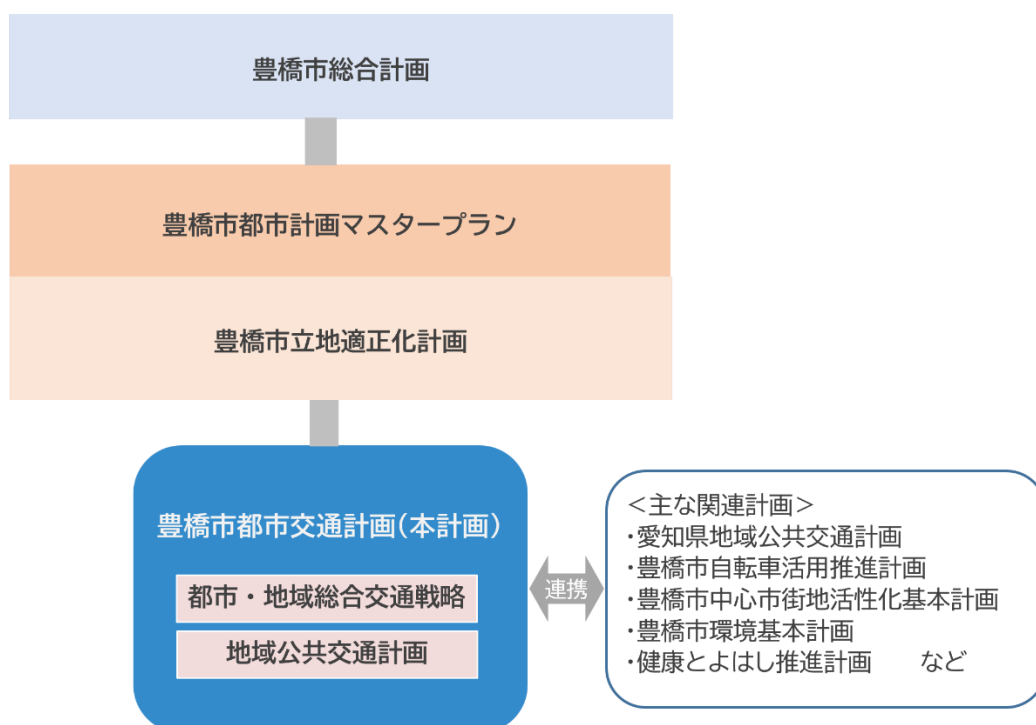 豊橋市総合計画
豊橋市都市計画マスタープラン
豊橋市立地適正化計画
豊橋市都市交通計画(本計画)
都市・地域総合交通戦略
地域公共交通計画
連携
<主な関連計画>
・愛知県地域公共交通計画
・豊橋市自転車活用推進計画
・豊橋市中心市街地活性化基本計画
・豊橋市環境基本計画
・健康とよはし推進計画　　など